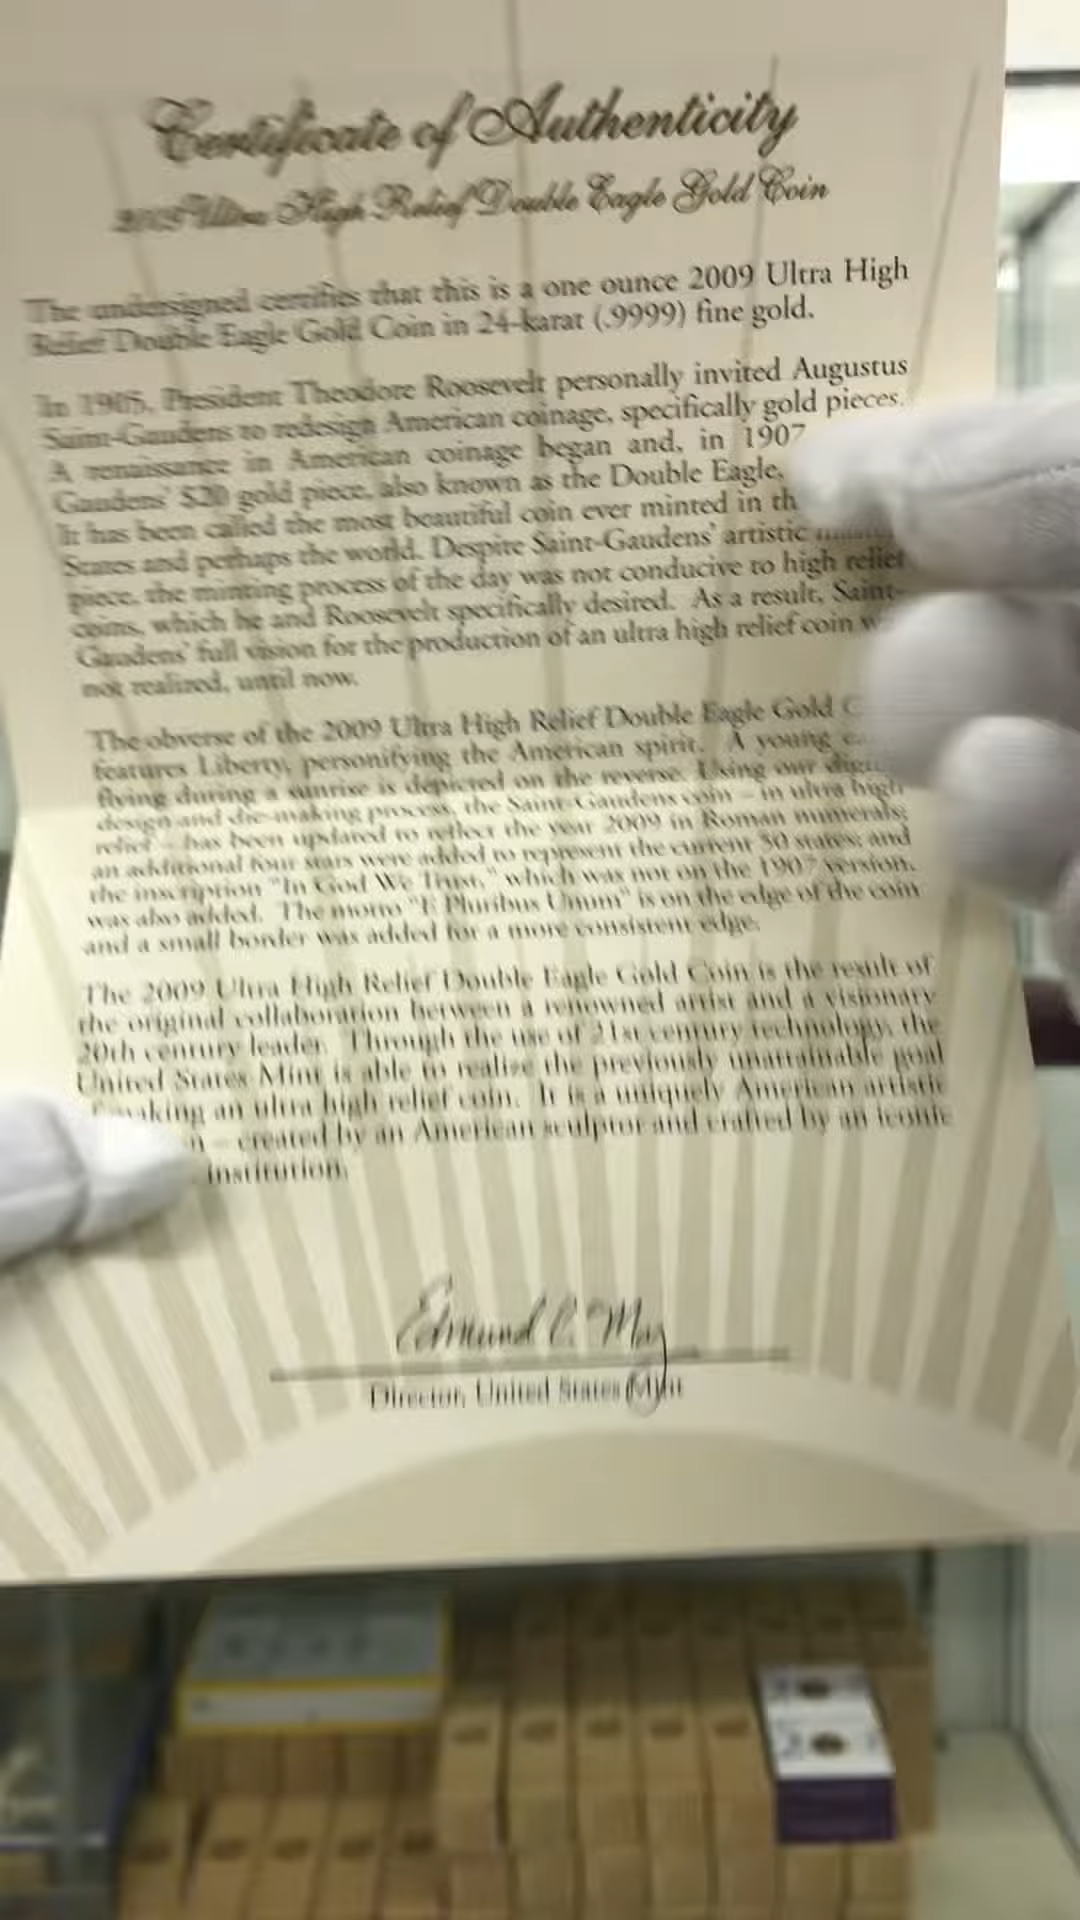 Certificate of Authenticity
2009 Ultra High Relief Double Eagle Gold Coin
The undersigned certifies that this is a one ounce 2009 Ultra High
Relief Double Eagle Gold Coin in 24-karat (.9999) fine gold.
In 1905, President Theodore Roosevelt personally invited Augustus
Saint-Gaudens to redesign American coinage, specifically gold pieces.
A renaissance in American coinage began and, in 1907
Gaudens' $20 gold piece, also known as the Double Eagle,
It has been called the most beautiful coin ever minted in th
States and perhaps the world. Despite Saint-Gaudens' artistic
piece, the minting process of the day was not conducive to high relief
coins, which he and Roosevelt specifically desired. As a result, Saint-
Gaudens' full vision for the production of an ultra high relief coin w
not realized, until now.
The obverse of the 2009 Ultra High Relief Double Eagle Gold C
features Liberty, personifying the American spirit. A young e
flying during a sunrise is depicted on the reverse. Using our digi
design and die-making process, the Saint-Gaudens coin – in ultra high
relief – has been updated to reflect the year 2009 in Roman numerals;
an additional four stars were added to represent the current 50 states; and
the inscription "In God We Trust," which was not on the 1907 version,
was also added. The motto "E Pluribus Unum" is on the edge of the coin
and a small border was added for a more consistent edge.
The 2009 Ultra High Relief Double Eagle Gold Coin is the result of
the original collaboration between a renowned artist and a visionary
20th century leader. Through the use of 21st century technology, the
United States Mint is able to realize the previously unattainable goal
making an ultra high relief coin. It is a uniquely American artistic
n – created by an American sculptor and crafted by an iconic
institution.
Edmund C. Moy
Director, United States Mint